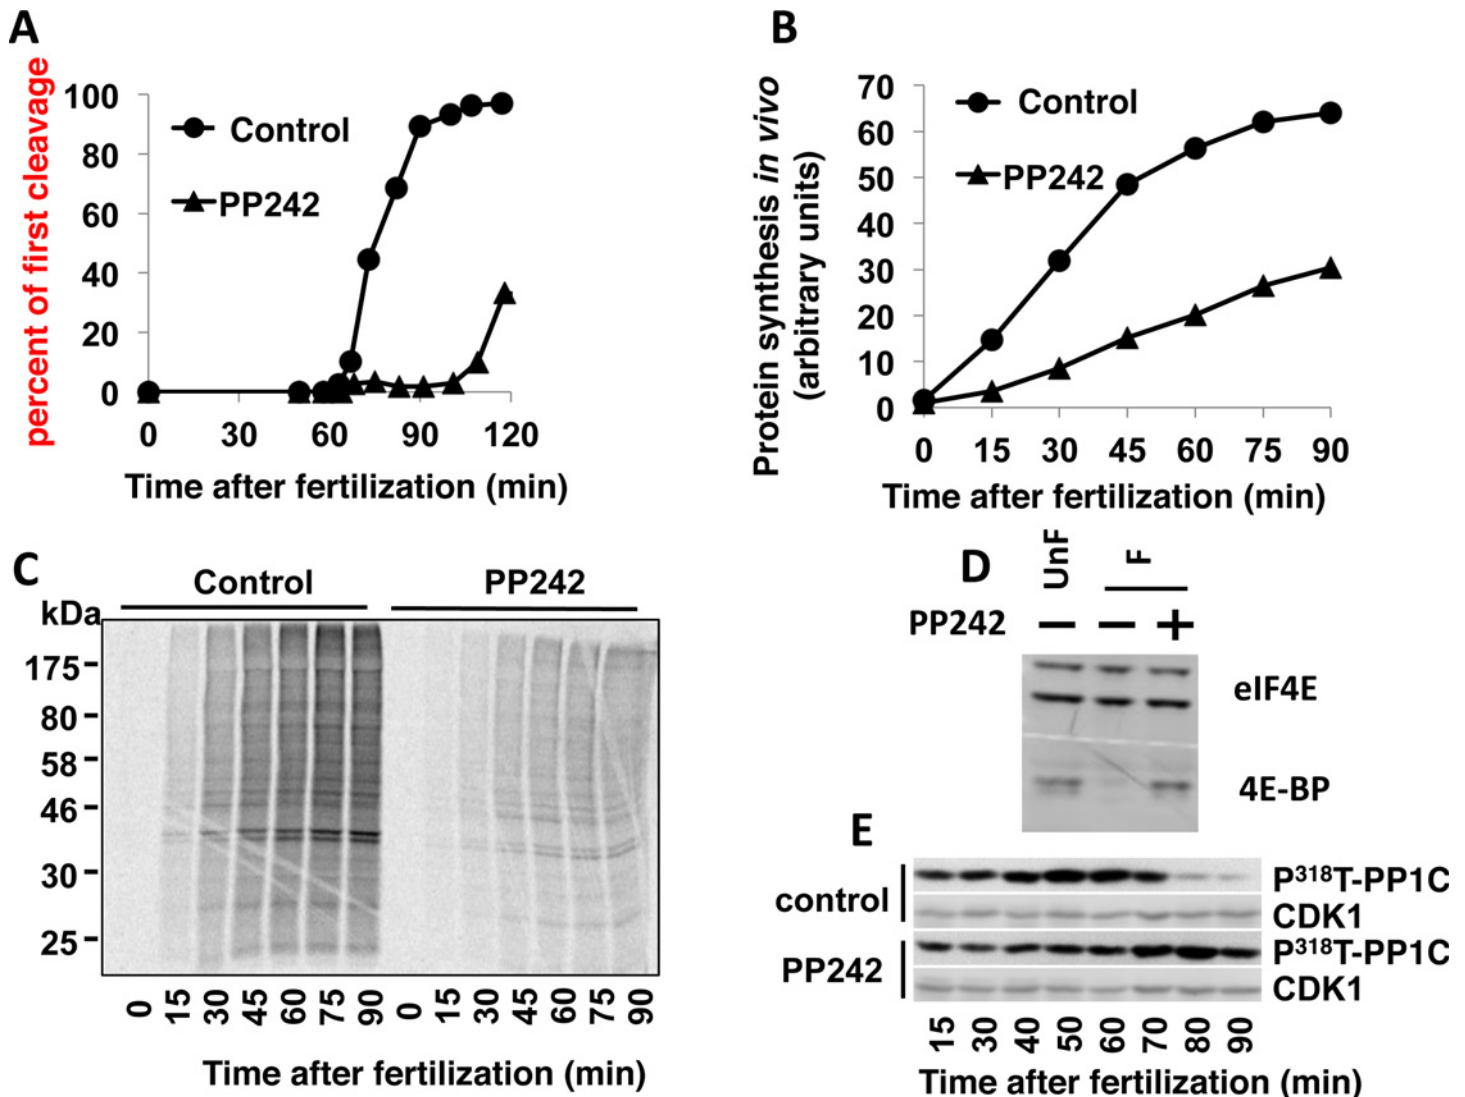 A
percent of first cleavage
100
80
60
40
20
0
Control
PP242
0 30 60 90 120
Time after fertilization (min)
B
Protein synthesis in vivo
(arbitrary units)
70
60
50
40
30
20
10
0
Control
PP242
0 15 30 45 60 75 90
Time after fertilization (min)
C
Control PP242
kDa
175
80
58
46
30
25
0 15 30 45 60 75 90 0 15 30 45 60 75 90
Time after fertilization (min)
D
UnF F
PP242 − − +
eIF4E
4E-BP
E
control
P³¹⁸T-PP1C
CDK1
PP242
P³¹⁸T-PP1C
CDK1
15 30 40 50 60 70 80 90
Time after fertilization (min)